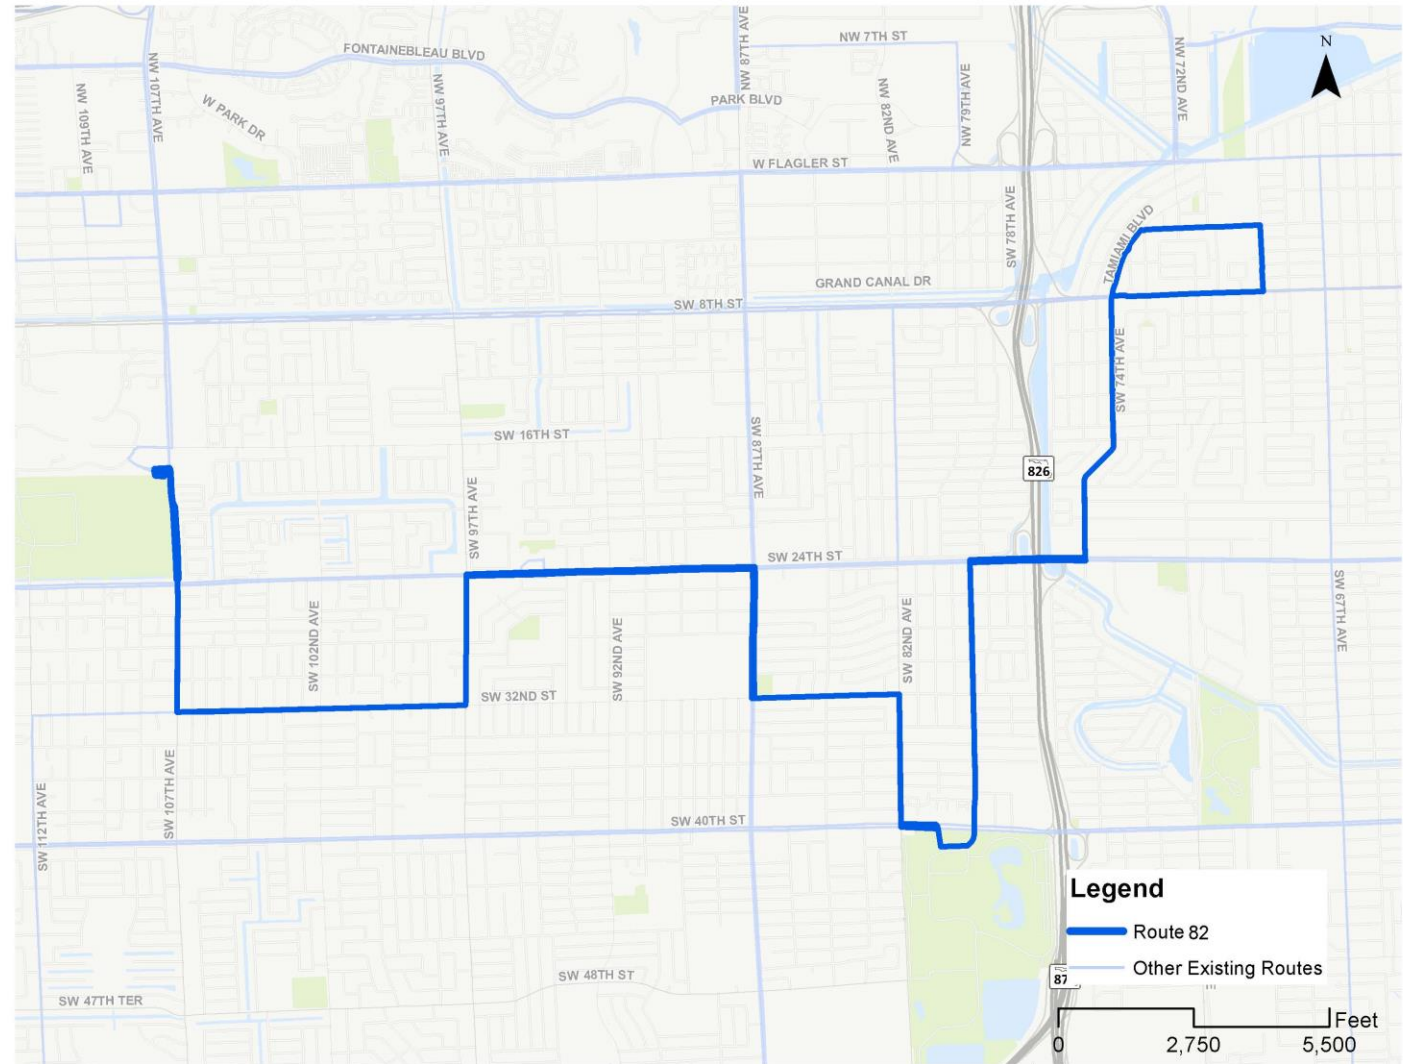 N
NW 7TH ST
FONTAINEBLEAU BLVD
NW 87TH AVE
NW 107TH AVE
NW 109TH AVE
W PARK DR
NW 97TH AVE
PARK BLVD
NW 82ND AVE
NW 79TH AVE
NW 72ND AVE
W FLAGLER ST
SW 78TH AVE
TAMIAMI BLVD
GRAND CANAL DR
SW 8TH ST
SW 74TH AVE
SW 16TH ST
SW 87TH AVE
826
SW 97TH AVE
SW 24TH ST
SW 102ND AVE
SW 92ND AVE
SW 82ND AVE
SW 67TH AVE
SW 32ND ST
SW 107TH AVE
SW 112TH AVE
SW 40TH ST
SW 48TH ST
SW 47TH TER
87
Legend
Route 82
Other Existing Routes
Feet
0 2,750 5,500